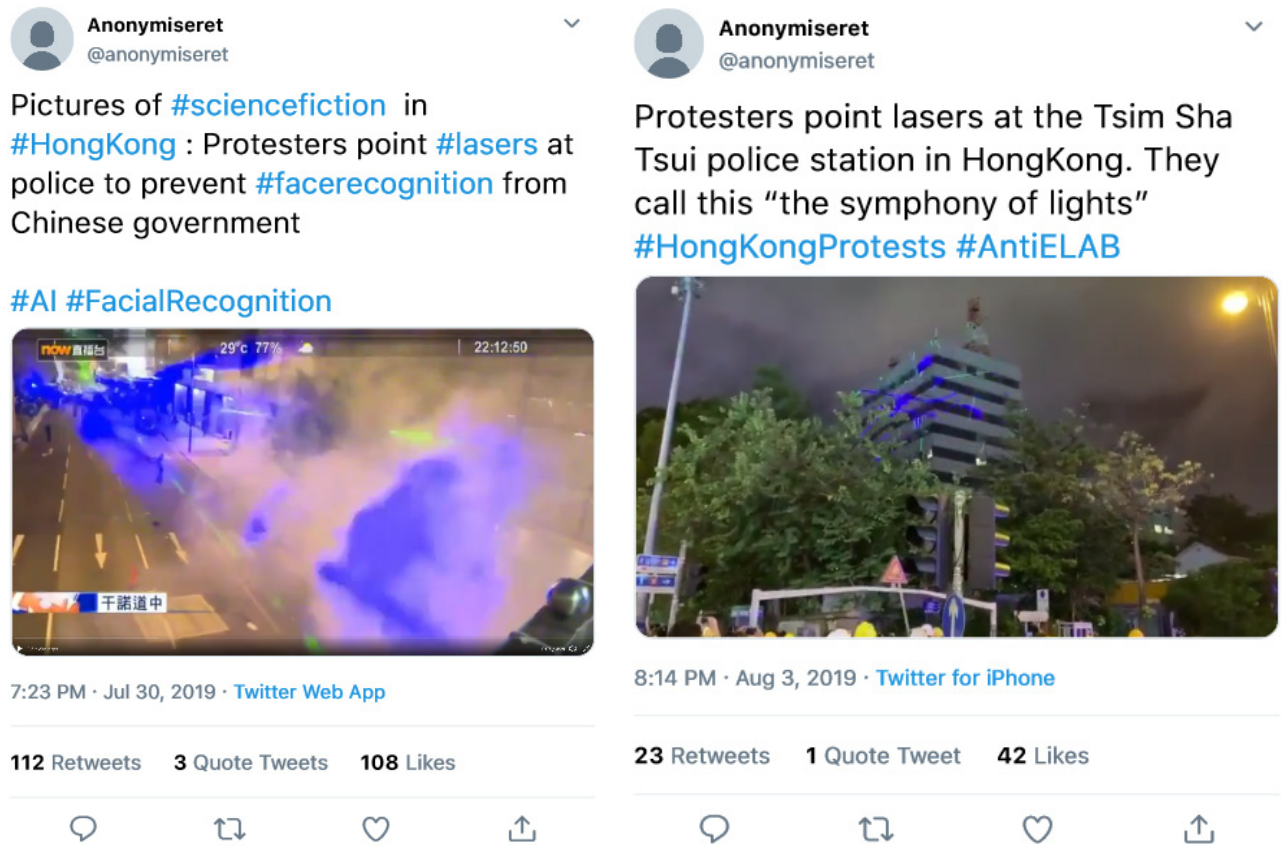 Anonymiseret
@anonymiseret
Pictures of #sciencefiction in
#HongKong : Protesters point #lasers at
police to prevent #facerecognition from
Chinese government
#AI #FacialRecognition
now 直播台
29°c 77%
22:12:50
干諾道中
7:23 PM · Jul 30, 2019 · Twitter Web App
112 Retweets 3 Quote Tweets 108 Likes
Anonymiseret
@anonymiseret
Protesters point lasers at the Tsim Sha
Tsui police station in HongKong. They
call this “the symphony of lights”
#HongKongProtests #AntiELAB
8:14 PM · Aug 3, 2019 · Twitter for iPhone
23 Retweets 1 Quote Tweet 42 Likes